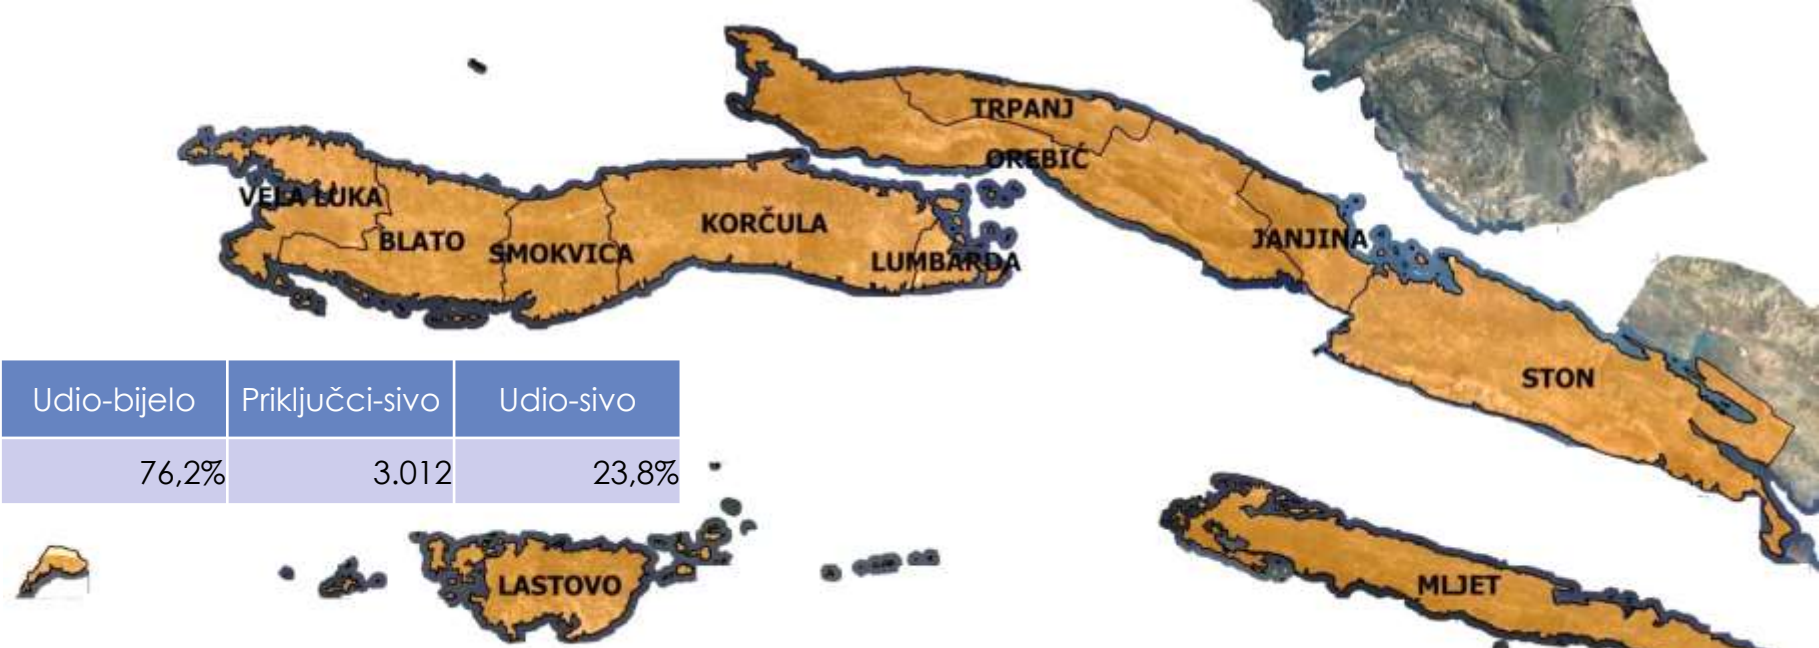 TRPANJ
OREBIĆ
VELA LUKA
BLATO
SMOKVICA
KORČULA
LUMBARDA
JANJINA
STON
Udio-bijelo Priključci-sivo Udio-sivo
76,2% 3.012 23,8%
LASTOVO
MLJET